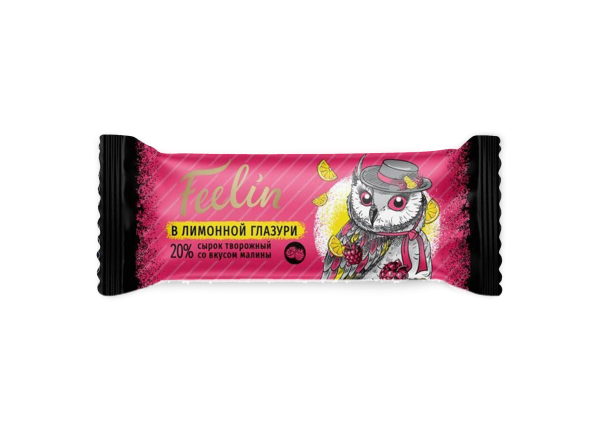 Feelin
В ЛИМОННОЙ ГЛАЗУРИ
20% сырок творожный
со вкусом малины